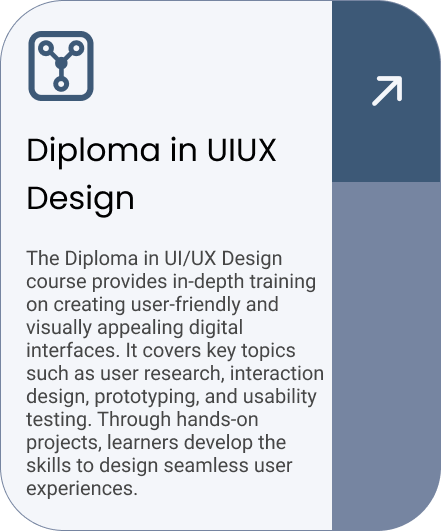 Diploma in UIUX
Design
The Diploma in UI/UX Design
course provides in-depth training
on creating user-friendly and
visually appealing digital
interfaces. It covers key topics
such as user research, interaction
design, prototyping, and usability
testing. Through hands-on
projects, learners develop the
skills to design seamless user
experiences.